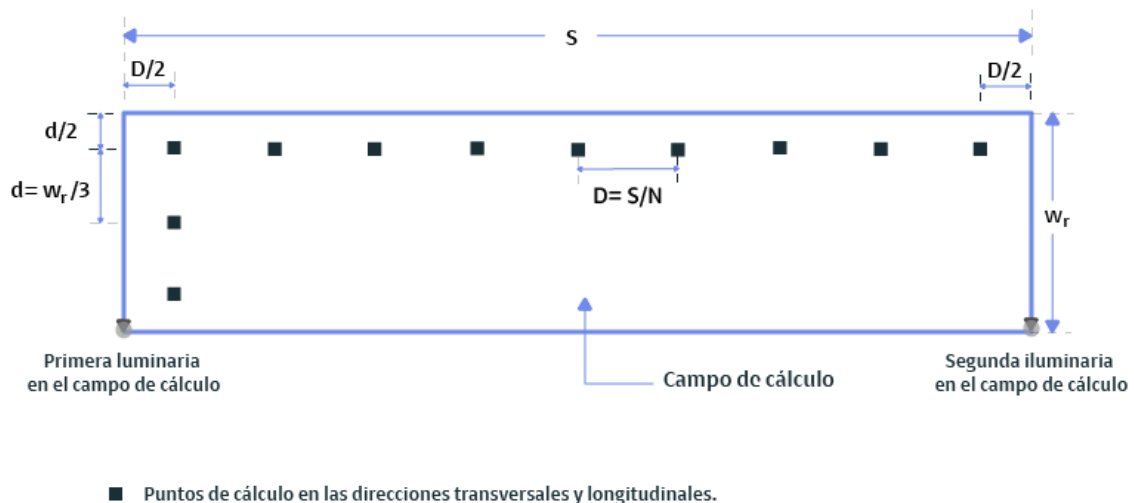 S
D/2
D/2
d/2
d= wr/3
D= S/N
wr
Primera luminaria
en el campo de cálculo
Campo de cálculo
Segunda iluminaria
en el campo de cálculo
Puntos de cálculo en las direcciones transversales y longitudinales.